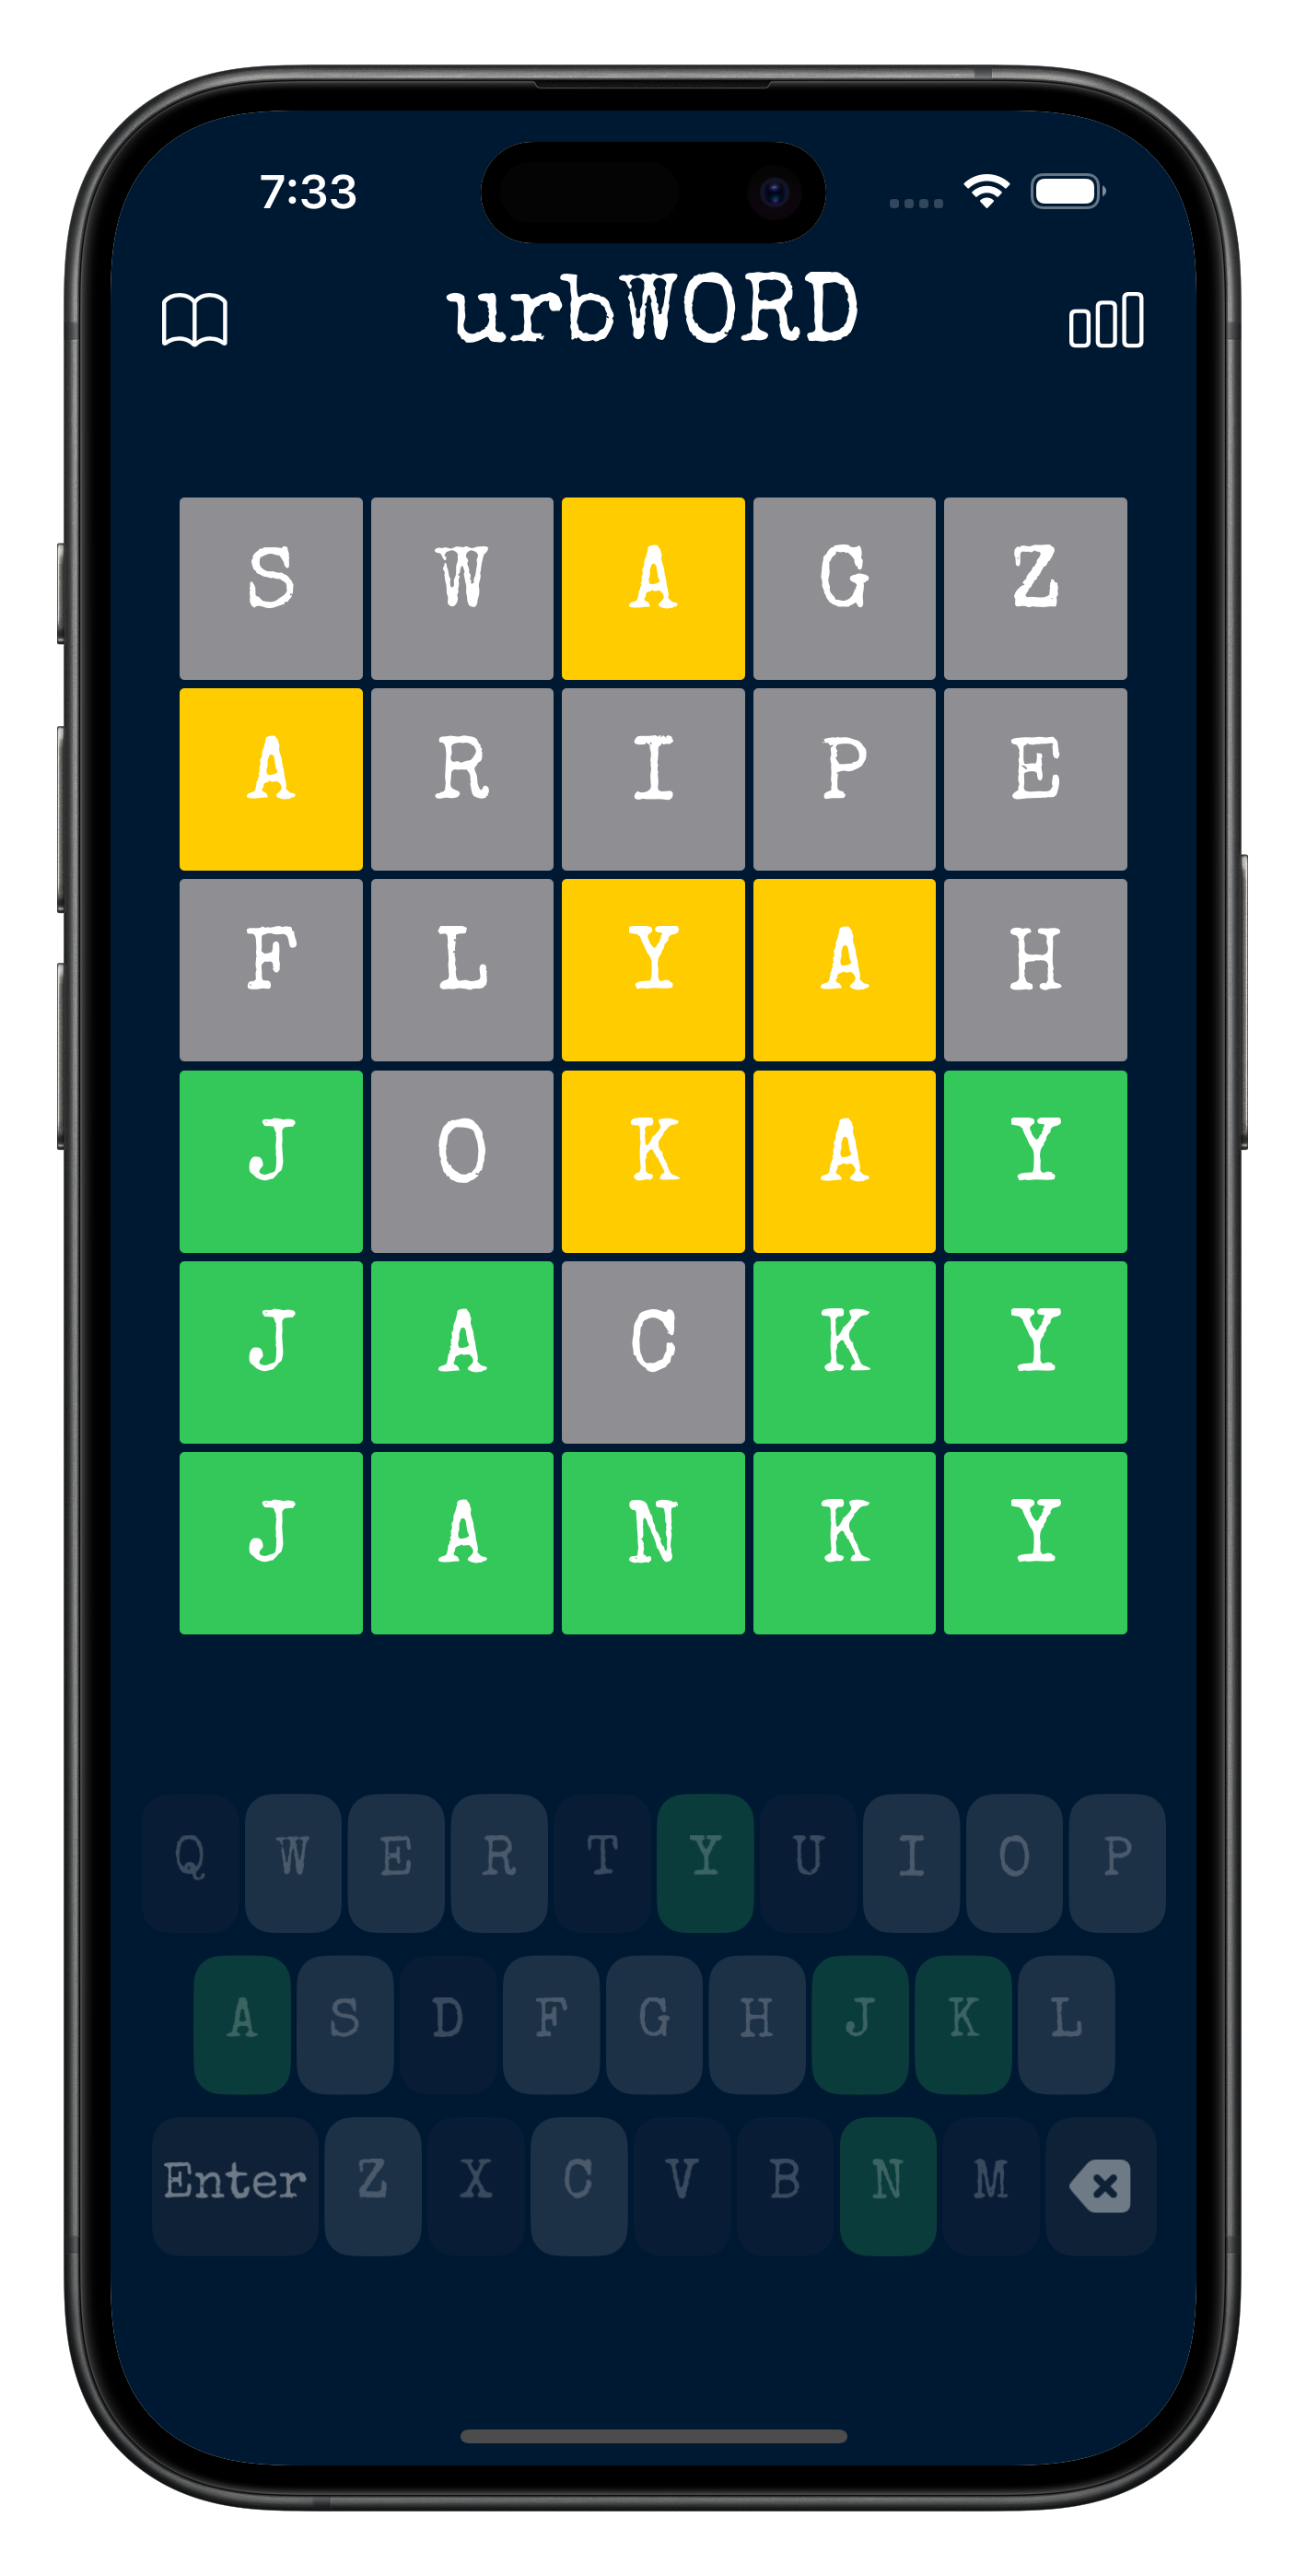 7:33
urbWORD
S W A G Z
A R I P E
F L Y A H
J O K A Y
J A C K Y
J A N K Y
Q W E R T Y U I O P
A S D F G H J K L
Enter Z X C V B N M